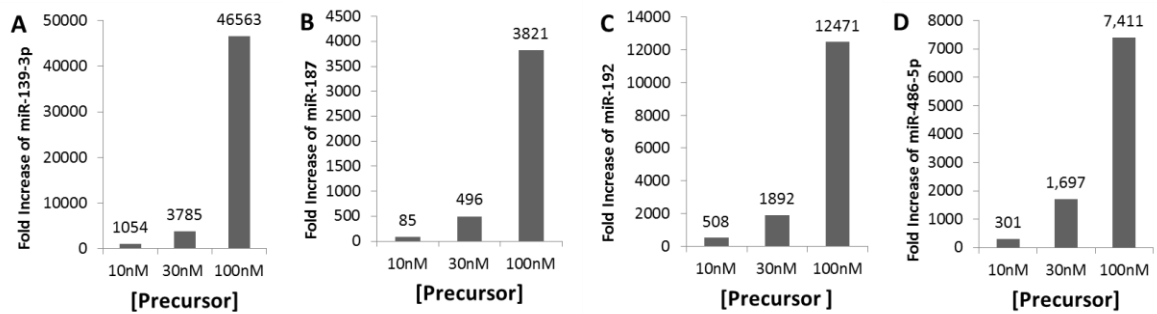 A
Fold Increase of miR-139-3p
50000
40000
30000
20000
10000
0
1054
3785
46563
10nM 30nM 100nM
[Precursor]
B
Fold Increase of miR-187
4500
4000
3500
3000
2500
2000
1500
1000
500
0
85
496
3821
10nM 30nM 100nM
[Precursor]
C
Fold Increase of miR-192
14000
12000
10000
8000
6000
4000
2000
0
508
1892
12471
10nM 30nM 100nM
[Precursor ]
D
Fold Increase of miR-486-5p
8000
7000
6000
5000
4000
3000
2000
1000
0
301
1,697
7,411
10nM 30nM 100nM
[Precursor]